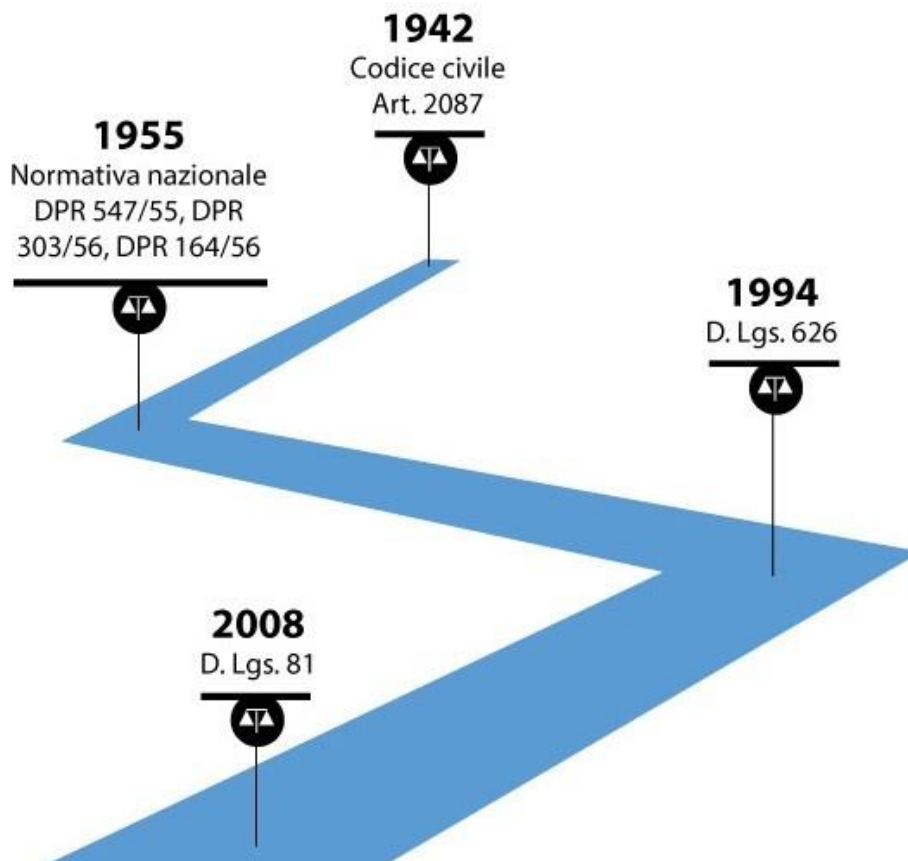 1942
Codice civile
Art. 2087
1955
Normativa nazionale
DPR 547/55, DPR
303/56, DPR 164/56
1994
D. Lgs. 626
2008
D. Lgs. 81